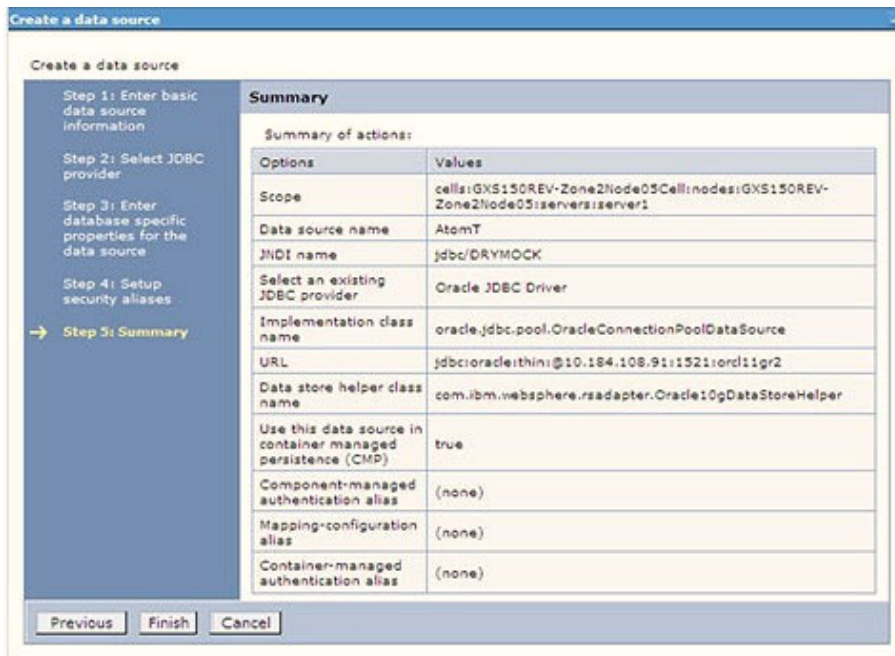 Create a data source
Create a data source
Step 1: Enter basic
data source
information
Step 2: Select JDBC
provider
Step 3: Enter
database specific
properties for the
data source
Step 4: Setup
security aliases
Step 5: Summary
Summary
Summary of actions:
Options Values
Scope cells:GXS150REV-Zone2Node05Cell:nodes:GXS150REV-
Zone2Node05:servers:server1
Data source name AtomT
JNDI name jdbc/DRYMOCK
Select an existing
JDBC provider Oracle JDBC Driver
Implementation class
name oracle.jdbc.pool.OracleConnectionPoolDataSource
URL jdbc:oracle:thin:@10.184.108.91:1521:orcl11gr2
Data store helper class
name com.ibm.websphere.rsadapter.Oracle10gDataStoreHelper
Use this data source in
container managed
persistence (CMP) true
Component-managed
authentication alias (none)
Mapping-configuration
alias (none)
Container-managed
authentication alias (none)
Previous Finish Cancel